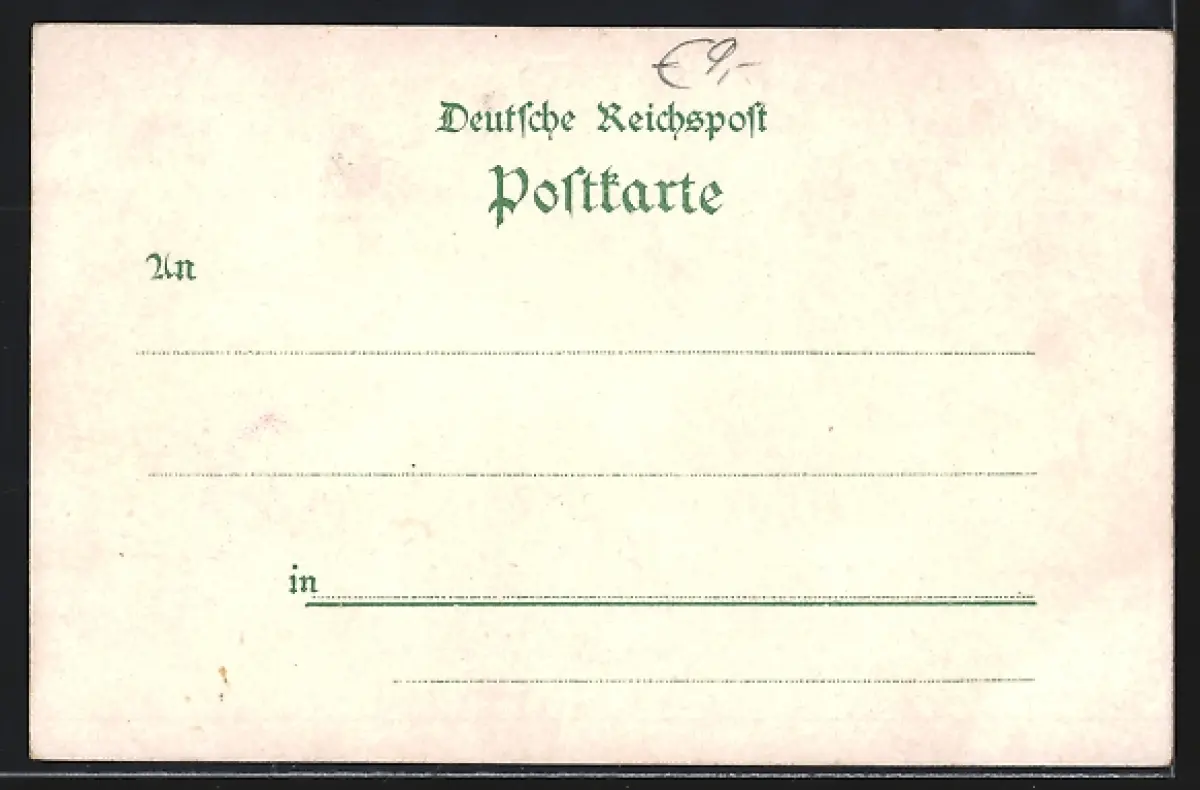 € 9,-
Deutſche Reichspoſt
Poſtkarte
An
in